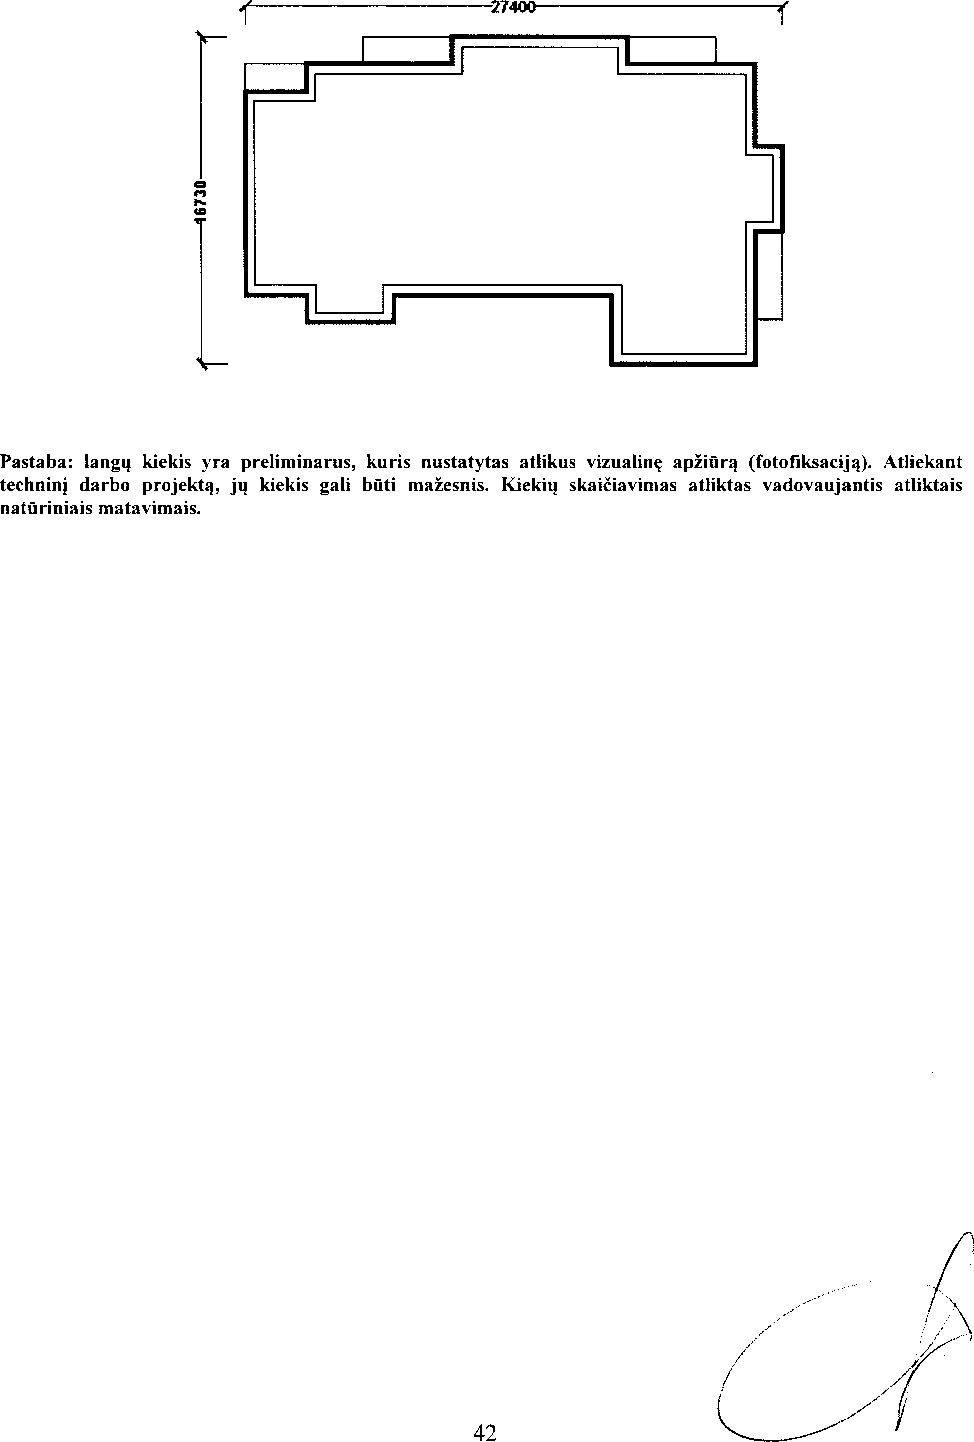 27400
16730
Pastaba: langų kiekis yra preliminarus, kuris nustatytas atlikus vizualinę apžiūrą (fotofiksaciją). Atliekant
techninį darbo projektą, jų kiekis gali būti mažesnis. Kiekių skaičiavimas atliktas vadovaujantis atliktais
natūriniais matavimais.
42